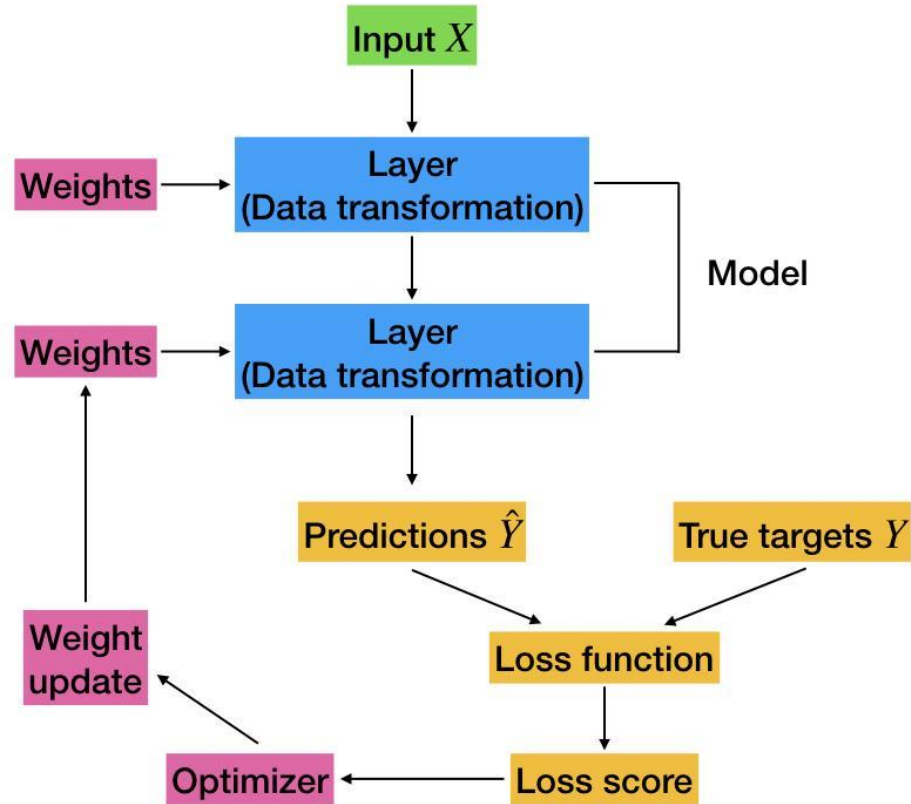 Input X
Weights
Layer
(Data transformation)
Model
Weights
Layer
(Data transformation)
Predictions Ŷ
True targets Y
Weight
update
Loss function
Optimizer
Loss score